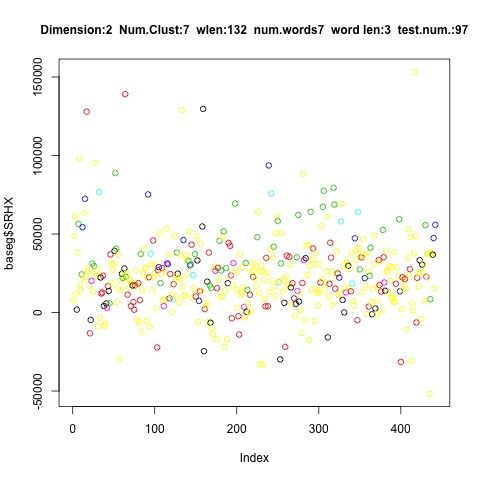 Dimension:2 Num.Clust:7 wlen:132 num.words7 word len:3 test.num.:97
baseg$SRHX
150000
100000
50000
0
-50000
0 100 200 300 400
Index